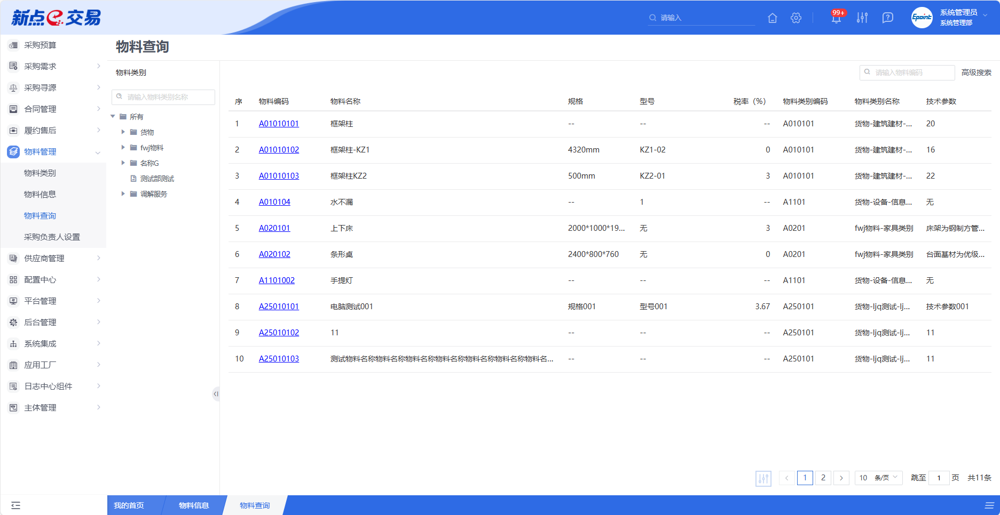 新点e交易
请输入
99+
Epoint
系统管理员
系统管理部
采购预算
采购需求
采购寻源
合同管理
履约售后
物料管理
物料类别
物料信息
物料查询
采购负责人设置
供应商管理
配置中心
平台管理
后台管理
系统集成
应用工厂
日志中心组件
主体管理
物料查询
物料类别
请输入物料类别名称
所有
货物
fwj物料
名称G
测试部测试
调解服务
请输入物料编码 高级搜索
序 物料编码 物料名称 规格 型号 税率（%） 物料类别编码 物料类别名称 技术参数
1 A01010101 框架柱 -- -- -- A010101 货物-建筑建材-... 20
2 A01010102 框架柱-KZ1 4320mm KZ1-02 0 A010101 货物-建筑建材-... 16
3 A01010103 框架柱KZ2 500mm KZ2-01 3 A010101 货物-建筑建材-... 22
4 A010104 水不漏 -- 1 -- A1101 货物-设备-信息... 无
5 A020101 上下床 2000*1000*19... 无 3 A0201 fwj物料-家具类别 床架为钢制方管...
6 A020102 条形桌 2400*800*760 无 0 A0201 fwj物料-家具类别 台面基材为优级...
7 A1101002 手提灯 -- -- -- A1101 货物-设备-信息... 无
8 A25010101 电脑测试001 规格001 型号001 3.67 A250101 货物-ljq测试-lj... 技术参数001
9 A25010102 11 -- -- -- A250101 货物-ljq测试-lj... 11
10 A25010103 测试物料名称物料名称物料名称物料名称物料名称物料名称物料名... -- -- -- A250101 货物-ljq测试-lj... 11
1 2 10 条/页 跳至 1 页 共11条
我的首页 物料信息 物料查询